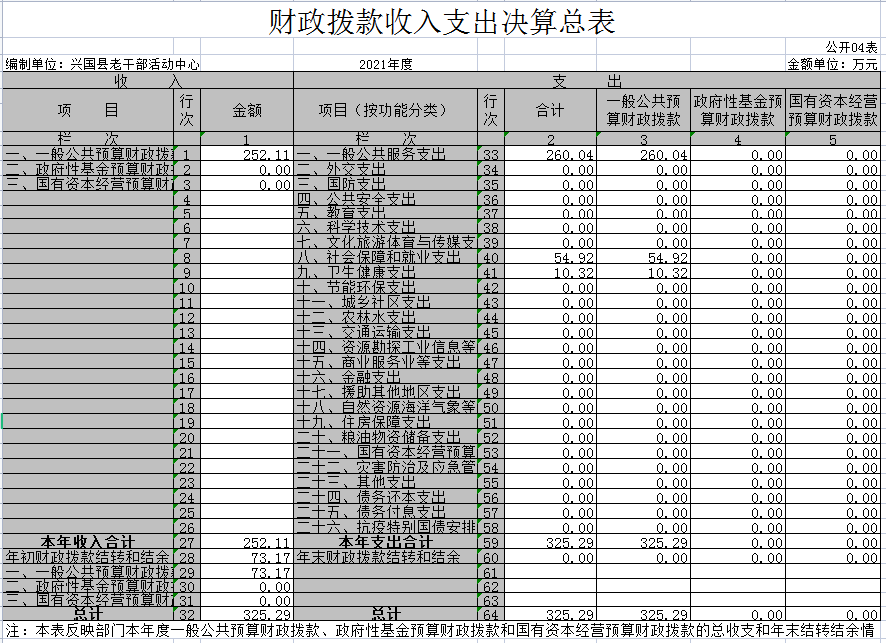 财政拨款收入支出决算总表
公开04表
编制单位：兴国县老干部活动中心 2021年度 金额单位：万元
收 入 支 出
项 目 行次 金额 项目（按功能分类） 行次 合计 一般公共预算财政拨款 政府性基金预算财政拨款 国有资本经营预算财政拨款
栏 次 1 栏 次 2 3 4 5
一、一般公共预算财政拨 1 252.11 一、一般公共服务支出 33 260.04 260.04 0.00 0.00
二、政府性基金预算财政 2 0.00 二、外交支出 34 0.00 0.00 0.00 0.00
三、国有资本经营预算财 3 0.00 三、国防支出 35 0.00 0.00 0.00 0.00
4 四、公共安全支出 36 0.00 0.00 0.00 0.00
5 五、教育支出 37 0.00 0.00 0.00 0.00
6 六、科学技术支出 38 0.00 0.00 0.00 0.00
7 七、文化旅游体育与传媒支 39 0.00 0.00 0.00 0.00
8 八、社会保障和就业支出 40 54.92 54.92 0.00 0.00
9 九、卫生健康支出 41 10.32 10.32 0.00 0.00
10 十、节能环保支出 42 0.00 0.00 0.00 0.00
11 十一、城乡社区支出 43 0.00 0.00 0.00 0.00
12 十二、农林水支出 44 0.00 0.00 0.00 0.00
13 十三、交通运输支出 45 0.00 0.00 0.00 0.00
14 十四、资源勘探工业信息等 46 0.00 0.00 0.00 0.00
15 十五、商业服务业等支出 47 0.00 0.00 0.00 0.00
16 十六、金融支出 48 0.00 0.00 0.00 0.00
17 十七、援助其他地区支出 49 0.00 0.00 0.00 0.00
18 十八、自然资源海洋气象等 50 0.00 0.00 0.00 0.00
19 十九、住房保障支出 51 0.00 0.00 0.00 0.00
20 二十、粮油物资储备支出 52 0.00 0.00 0.00 0.00
21 二十一、国有资本经营预算 53 0.00 0.00 0.00 0.00
22 二十二、灾害防治及应急管 54 0.00 0.00 0.00 0.00
23 二十三、其他支出 55 0.00 0.00 0.00 0.00
24 二十四、债务还本支出 56 0.00 0.00 0.00 0.00
25 二十五、债务付息支出 57 0.00 0.00 0.00 0.00
26 二十六、抗疫特别国债安排 58 0.00 0.00 0.00 0.00
本年收入合计 27 252.11 本年支出合计 59 325.29 325.29 0.00 0.00
年初财政拨款结转和结余 28 73.17 年末财政拨款结转和结余 60 0.00 0.00 0.00 0.00
一、一般公共预算财政拨 29 73.17 61
二、政府性基金预算财政 30 0.00 62
三、国有资本经营预算财 31 0.00 63
总计 32 325.29 总计 64 325.29 325.29 0.00 0.00
注：本表反映部门本年度一般公共预算财政拨款、政府性基金预算财政拨款和国有资本经营预算财政拨款的总收支和年末结转结余情